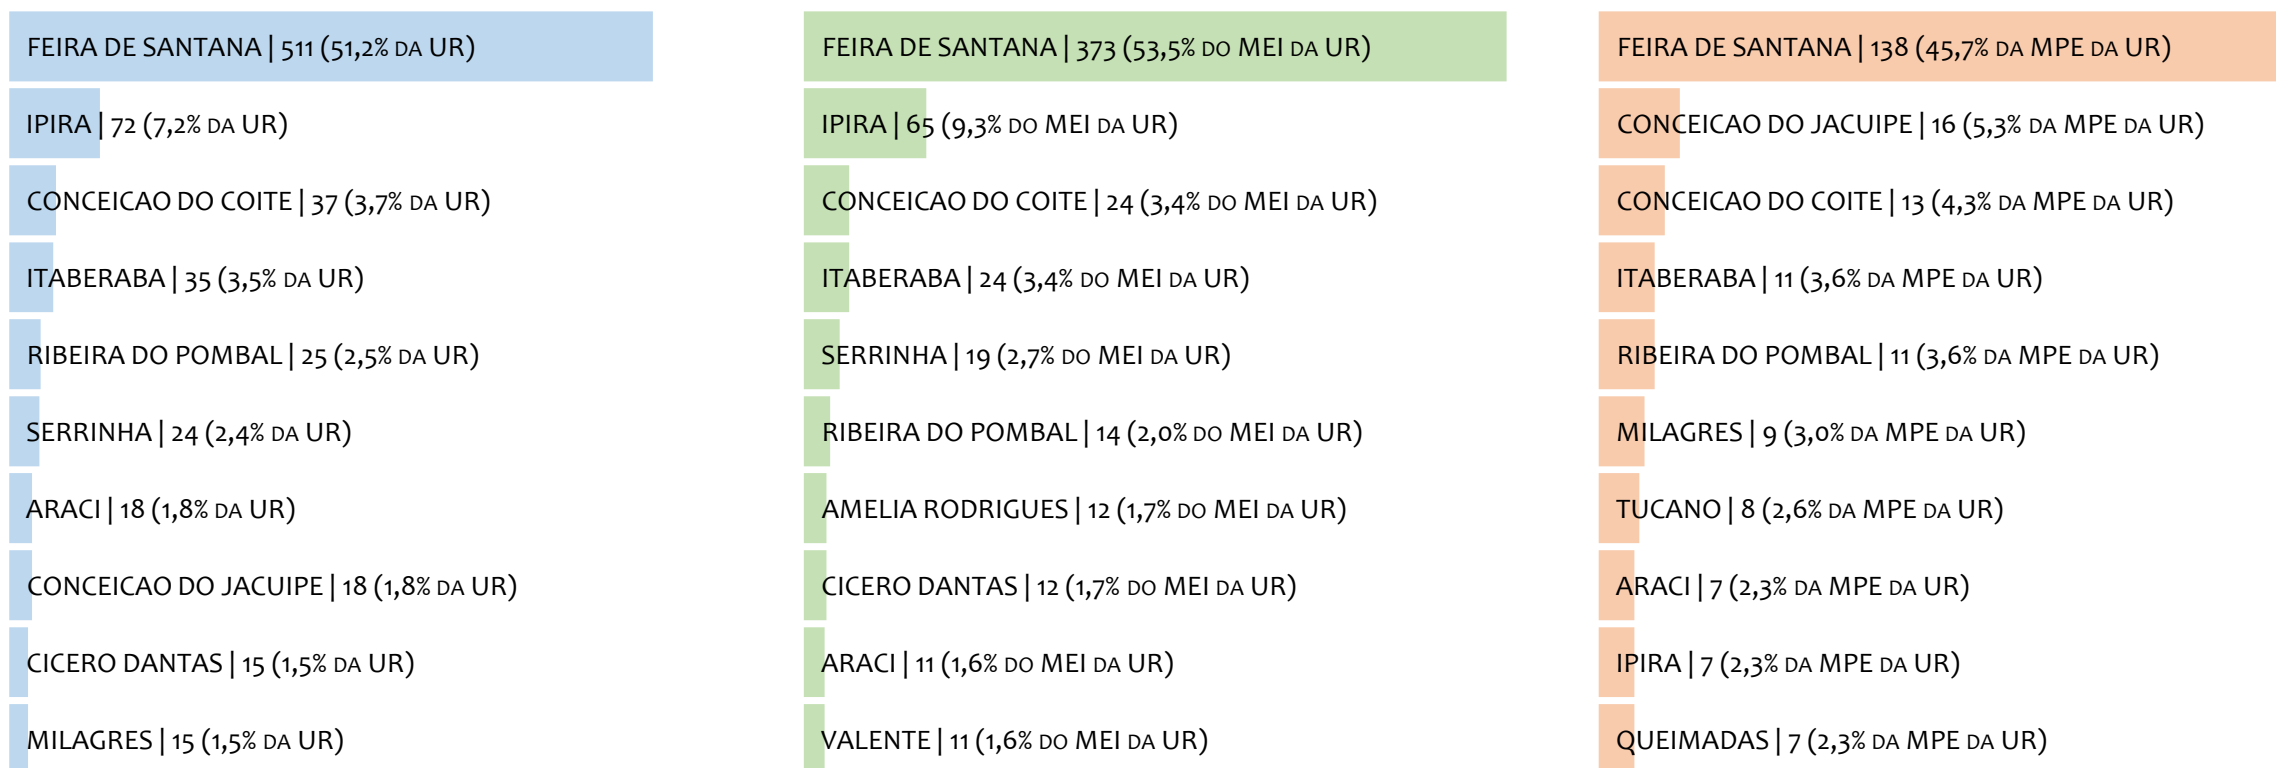 FEIRA DE SANTANA | 511 (51,2% DA UR)
IPIRA | 72 (7,2% DA UR)
CONCEICAO DO COITE | 37 (3,7% DA UR)
ITABERABA | 35 (3,5% DA UR)
RIBEIRA DO POMBAL | 25 (2,5% DA UR)
SERRINHA | 24 (2,4% DA UR)
ARACI | 18 (1,8% DA UR)
CONCEICAO DO JACUIPE | 18 (1,8% DA UR)
CICERO DANTAS | 15 (1,5% DA UR)
MILAGRES | 15 (1,5% DA UR)
FEIRA DE SANTANA | 373 (53,5% DO MEI DA UR)
IPIRA | 65 (9,3% DO MEI DA UR)
CONCEICAO DO COITE | 24 (3,4% DO MEI DA UR)
ITABERABA | 24 (3,4% DO MEI DA UR)
SERRINHA | 19 (2,7% DO MEI DA UR)
RIBEIRA DO POMBAL | 14 (2,0% DO MEI DA UR)
AMELIA RODRIGUES | 12 (1,7% DO MEI DA UR)
CICERO DANTAS | 12 (1,7% DO MEI DA UR)
ARACI | 11 (1,6% DO MEI DA UR)
VALENTE | 11 (1,6% DO MEI DA UR)
FEIRA DE SANTANA | 138 (45,7% DA MPE DA UR)
CONCEICAO DO JACUIPE | 16 (5,3% DA MPE DA UR)
CONCEICAO DO COITE | 13 (4,3% DA MPE DA UR)
ITABERABA | 11 (3,6% DA MPE DA UR)
RIBEIRA DO POMBAL | 11 (3,6% DA MPE DA UR)
MILAGRES | 9 (3,0% DA MPE DA UR)
TUCANO | 8 (2,6% DA MPE DA UR)
ARACI | 7 (2,3% DA MPE DA UR)
IPIRA | 7 (2,3% DA MPE DA UR)
QUEIMADAS | 7 (2,3% DA MPE DA UR)